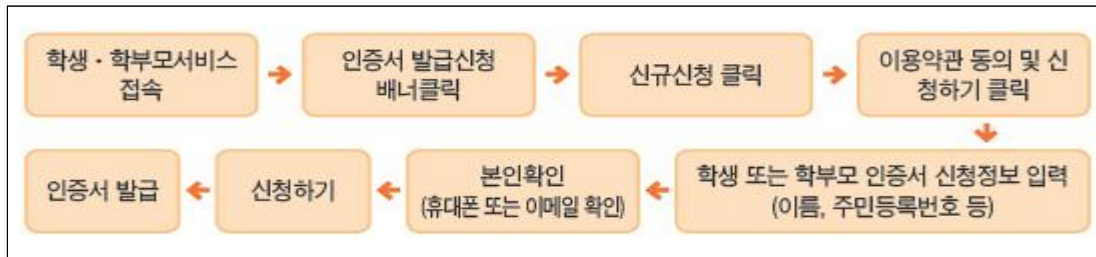 학생·학부모서비스
접속
인증서 발급신청
배너클릭
신규신청 클릭
이용약관 동의 및 신
청하기 클릭
학생 또는 학부모 인증서 신청정보 입력
(이름, 주민등록번호 등)
본인확인
(휴대폰 또는 이메일 확인)
신청하기
인증서 발급